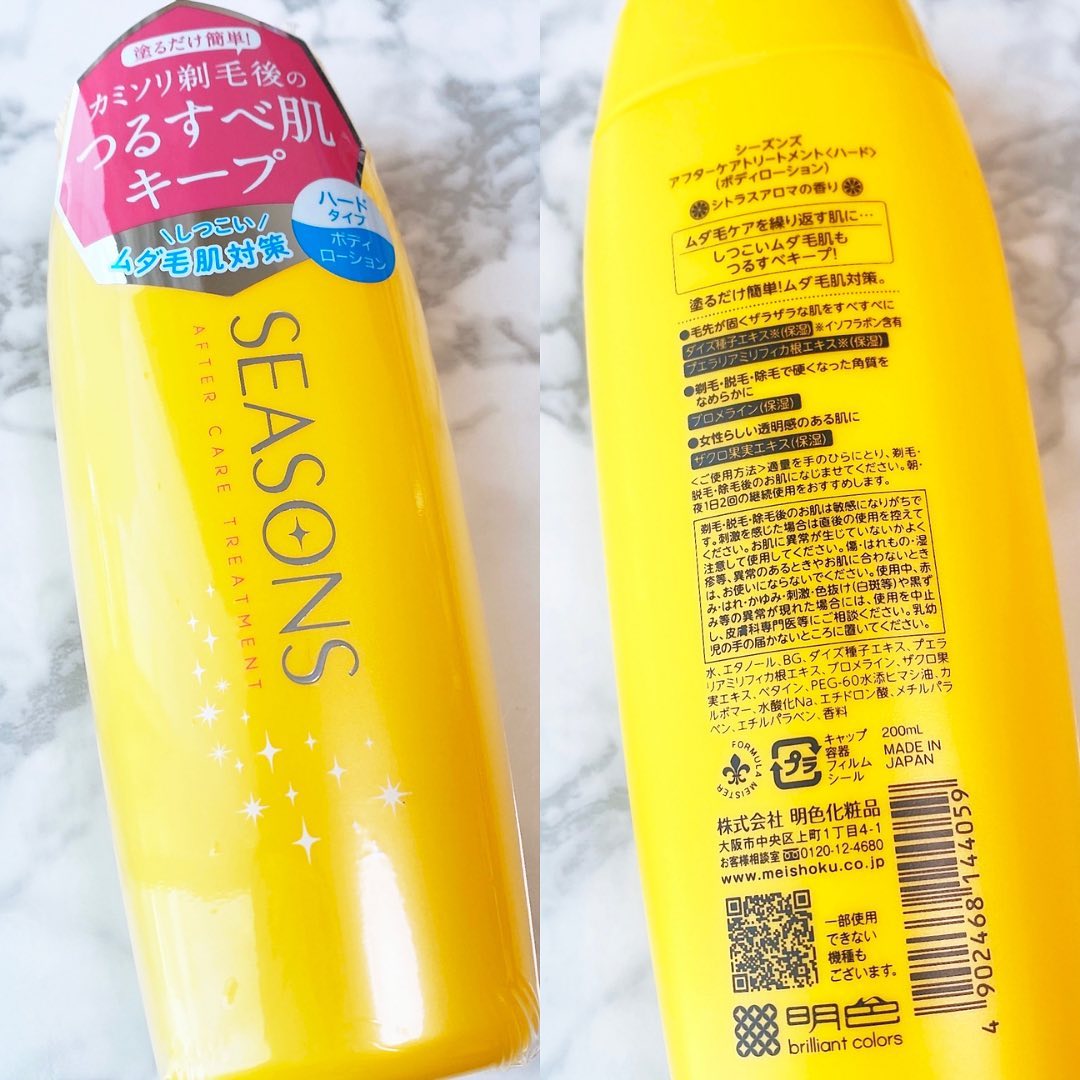 塗るだけ簡単!
カミソリ剃毛後の
つるすべ肌
キープ
\しつこい/
ムダ毛肌対策
ハード
タイプ
ボディ
ローション
SEASONS
AFTER CARE TREATMENT
シーズンズ
アフターケアトリートメント〈ハード〉
(ボディローション)
シトラスアロマの香り
ムダ毛ケアを繰り返す肌に…
しつこいムダ毛肌も
つるすべキープ!
塗るだけ簡単!ムダ毛肌対策。
●毛先が固くザラザラな肌をすべすべに
ダイズ種子エキス※(保湿) ※イソフラボン含有
プエラリアミリフィカ根エキス※(保湿)
●剃毛・脱毛・除毛で硬くなった角質を
なめらかに
ブロメライン(保湿)
●女性らしい透明感のある肌に
ザクロ果実エキス(保湿)
〈ご使用方法〉適量を手のひらにとり、剃毛・
脱毛・除毛後のお肌になじませてください。朝・
夜1日2回の継続使用をおすすめします。
剃毛・脱毛・除毛後のお肌は敏感になりがちで
す。刺激を感じた場合は直後の使用を控えて
ください。お肌に異常が生じていないかよく
注意して使用してください。傷・はれもの・湿
疹等、異常のあるときやお肌に合わないとき
は、お使いにならないでください。使用中、赤
み・はれ・かゆみ・刺激・色抜け(白斑等)や黒ず
み等の異常が現れた場合には、使用を中止
し、皮膚科専門医等にご相談ください。乳幼
児の手の届かないところに置いてください。
水、エタノール、BG、ダイズ種子エキス、プエラ
リアミリフィカ根エキス、ブロメライン、ザクロ果
実エキス、ベタイン、PEG-60水添ヒマシ油、カ
ルボマー、水酸化Na、エチドロン酸、メチルパラ
ベン、エチルパラベン、香料
FORMULA MEISTER
プラ
キャップ
容器
フィルム
シール
200mL
MADE IN
JAPAN
株式会社 明色化粧品
大阪市中央区上町1丁目4-1
お客様相談室 0120-12-4680
www.meishoku.co.jp
一部使用
できない
機種も
ございます。
4 902468 144059
明色
brilliant colors